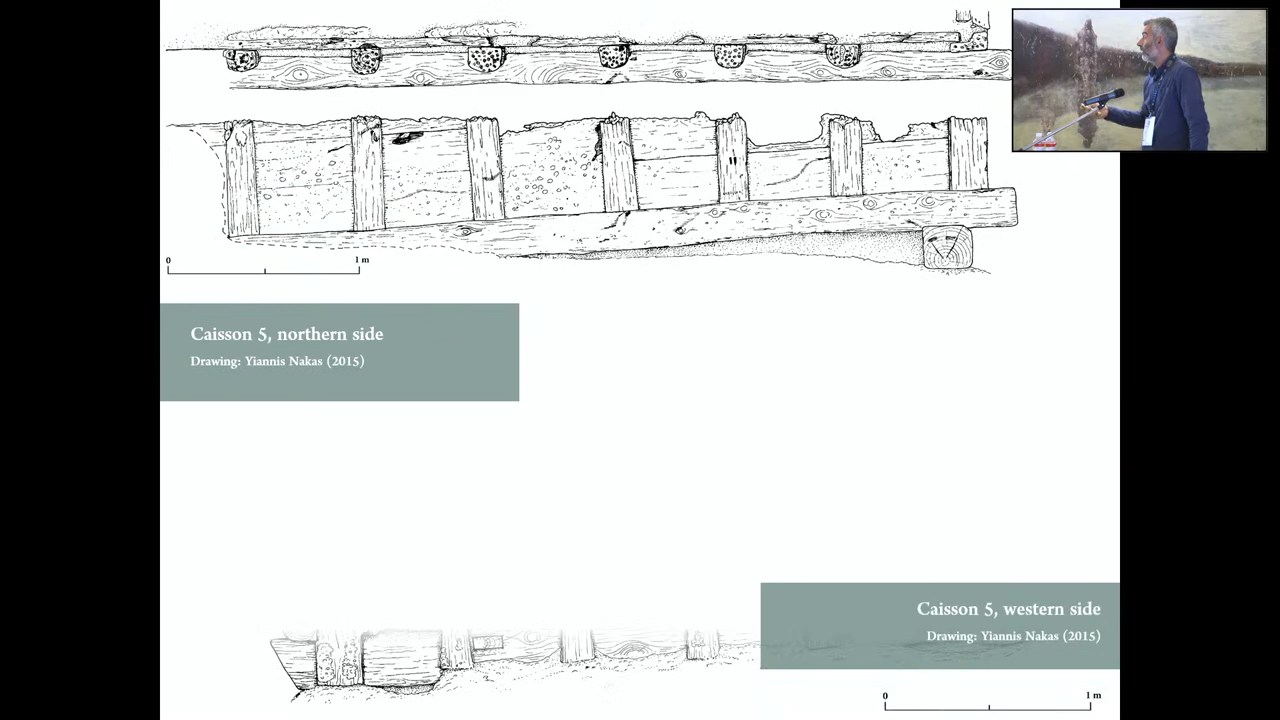 0 1 m
Caisson 5, northern side
Drawing: Yiannis Nakas (2015)
Caisson 5, western side
Drawing: Yiannis Nakas (2015)
0 1 m